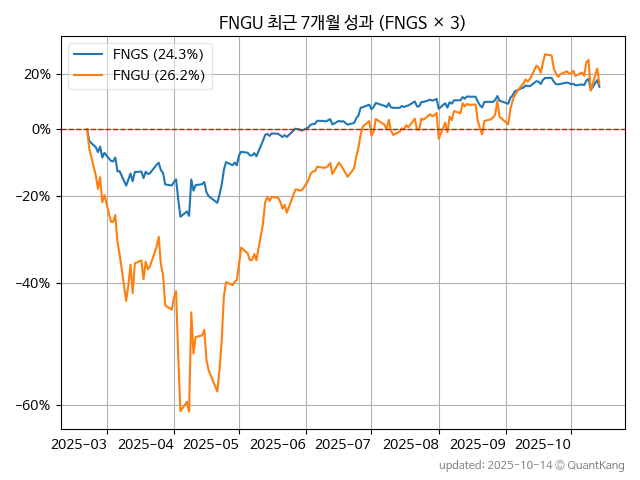 FNGU 최근 7개월 성과 (FNGS × 3)
FNGS (24.3%)
FNGU (26.2%)
20%
0%
−20%
−40%
−60%
2025-03 2025-04 2025-05 2025-06 2025-07 2025-08 2025-09 2025-10
updated: 2025-10-14 © QuantKang